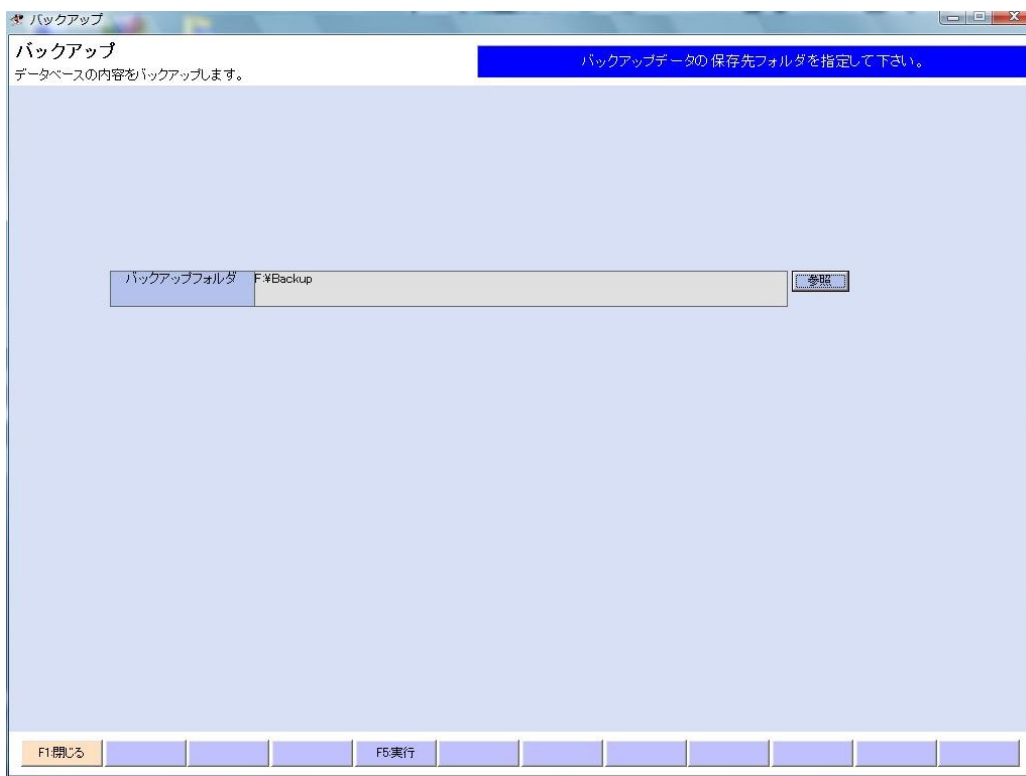 バックアップ
バックアップ
データベースの内容をバックアップします。
バックアップデータの保存先フォルダを指定して下さい。
バックアップフォルダ
F:¥Backup
参照
F1:閉じる
F5:実行